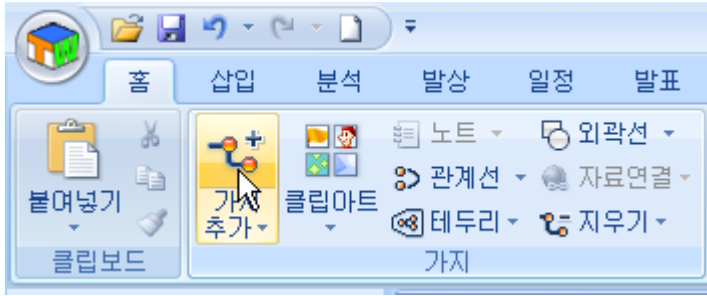 홈 삽입 분석 발상 일정 발표
붙여넣기
클립보드
가지
추가
클립아트
노트
관계선
테두리
외곽선
자료연결
지우기
가지